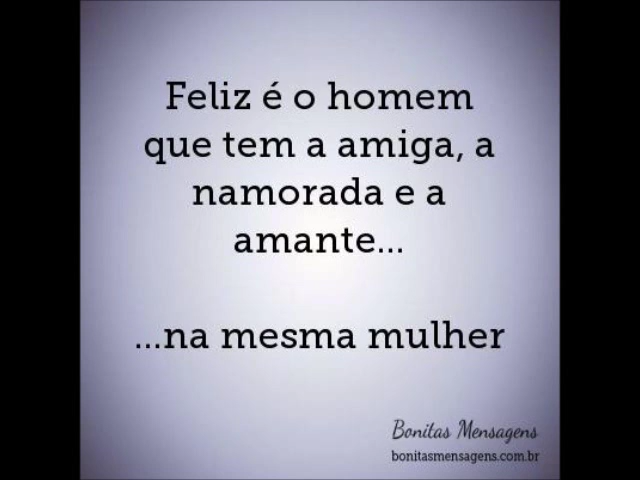 Feliz é o homem
que tem a amiga, a
namorada e a
amante...
...na mesma mulher
Bonitas Mensagens
bonitasmensagens.com.br